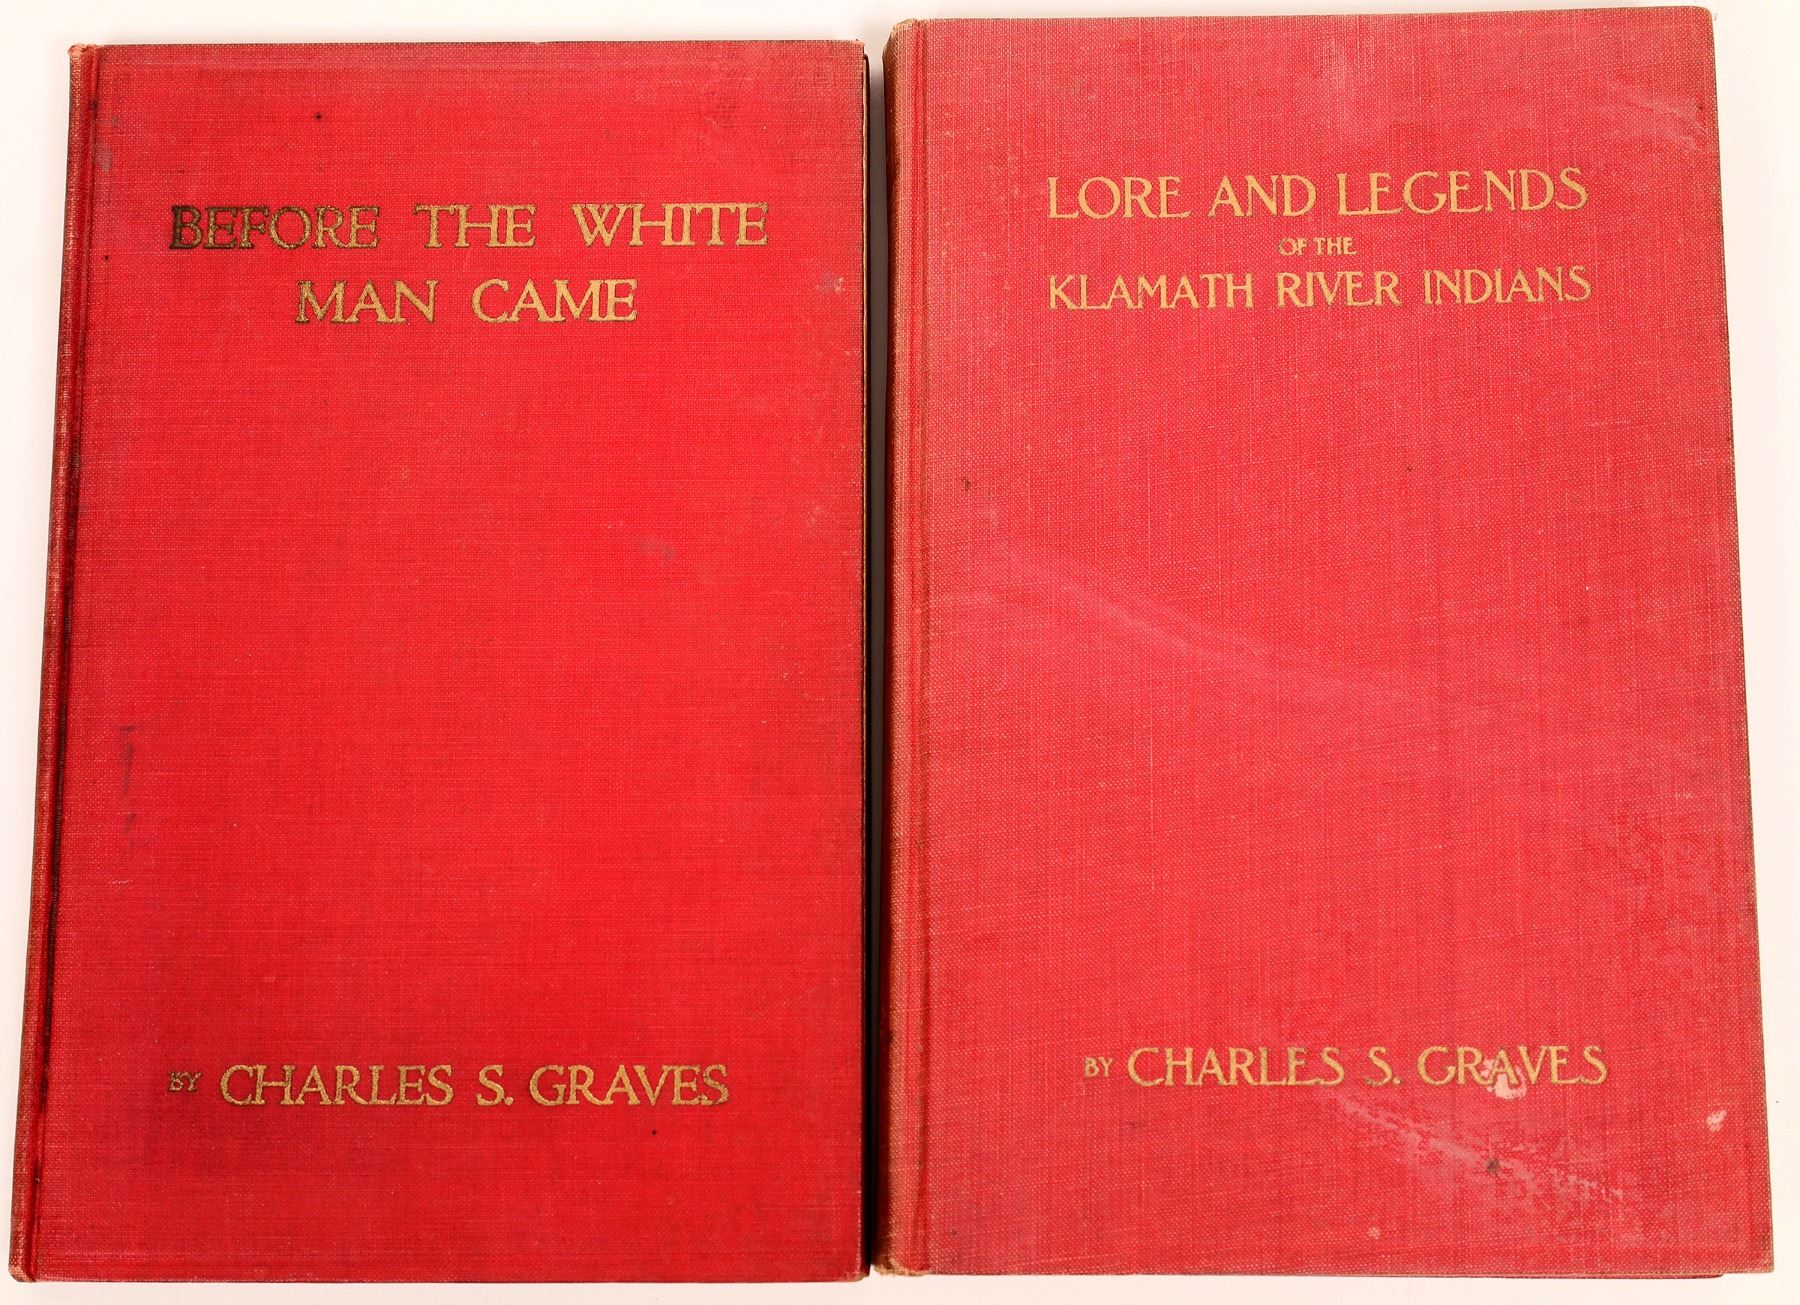 BEFORE THE WHITE
MAN CAME
BY CHARLES S. GRAVES
LORE AND LEGENDS
OF THE
KLAMATH RIVER INDIANS
BY CHARLES S. GRAVES